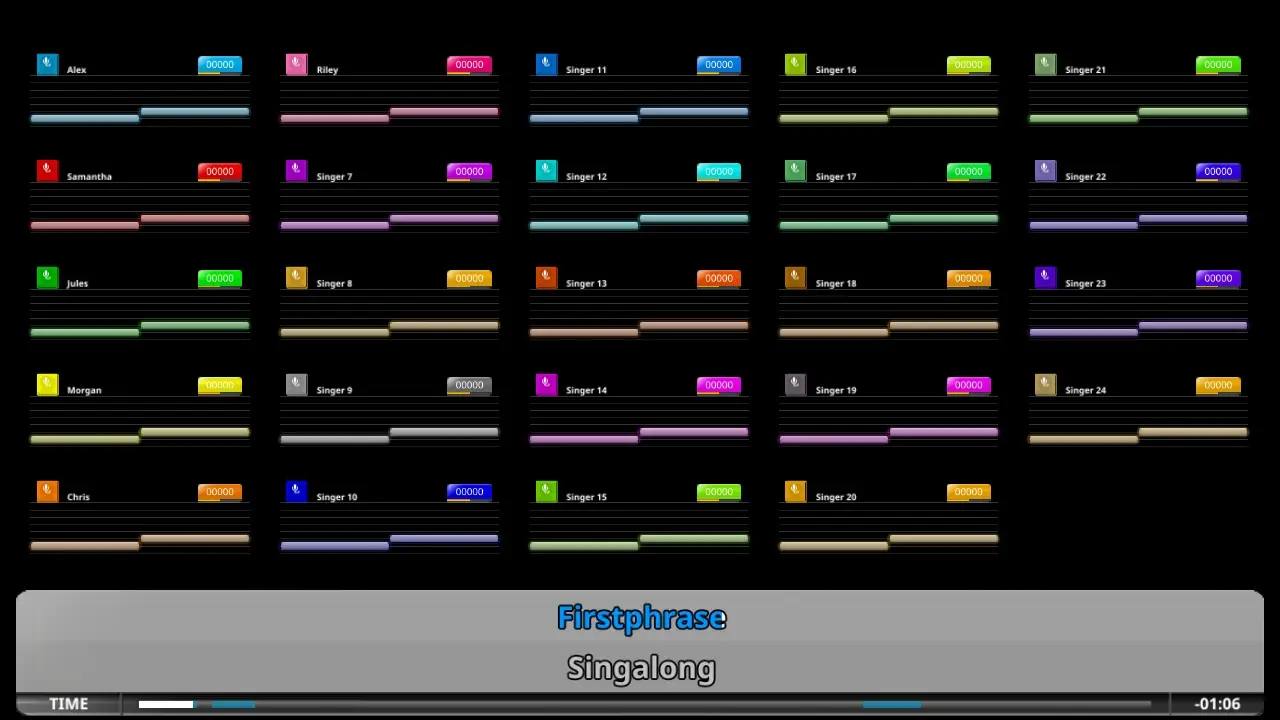 Alex 00000 Riley 00000 Singer 11 00000 Singer 16 00000 Singer 21 00000
Samantha 00000 Singer 7 00000 Singer 12 00000 Singer 17 00000 Singer 22 00000
Jules 00000 Singer 8 00000 Singer 13 00000 Singer 18 00000 Singer 23 00000
Morgan 00000 Singer 9 00000 Singer 14 00000 Singer 19 00000 Singer 24 00000
Chris 00000 Singer 10 00000 Singer 15 00000 Singer 20 00000
Firstphrase
Singalong
TIME -01:06